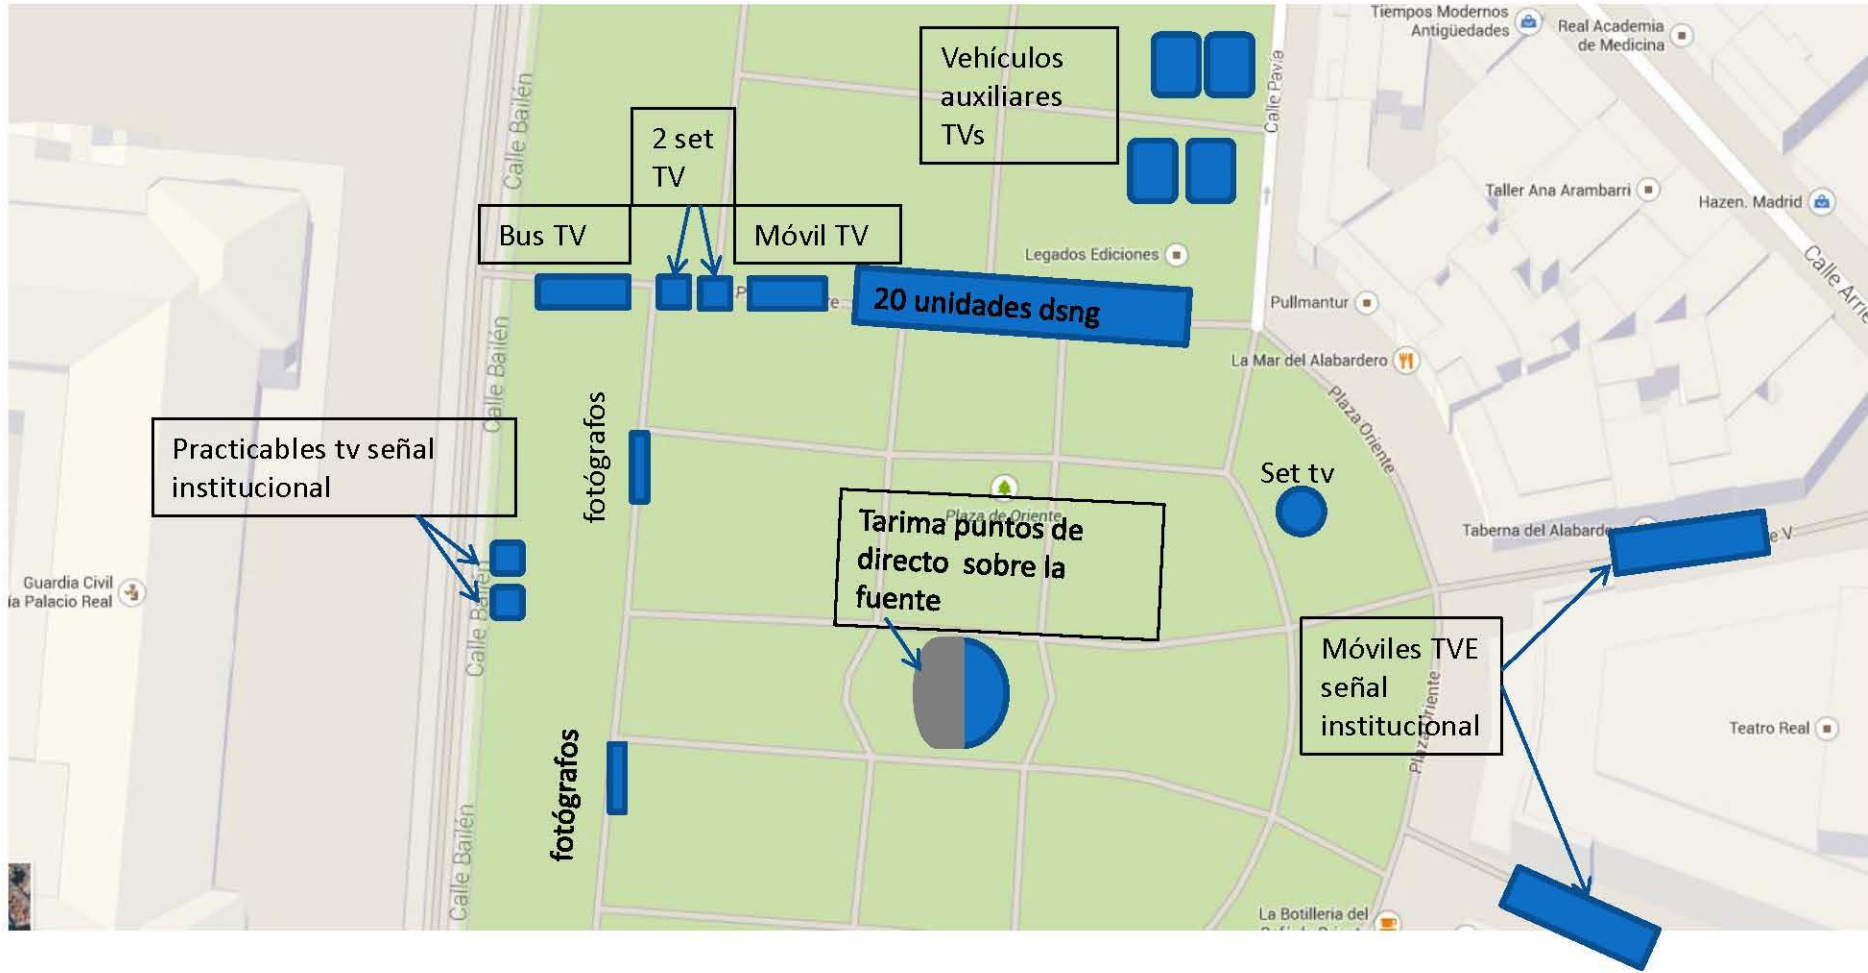 Tiempos Modernos
Antigüedades
Real Academia
de Medicina
Vehículos
auxiliares
TVs
Calle Pavía
Calle Bailén
2 set
TV
Taller Ana Arambarri
Hazen. Madrid
Bus TV
Móvil TV
Legados Ediciones
Calle Arrie
20 unidades dsng
Pullmantur
Calle Bailén
La Mar del Alabardero
Plaza Oriente
fotógrafos
Practicables tv señal
institucional
Set tv
Plaza de Oriente
Tarima puntos de
directo sobre la
fuente
Taberna del Alabarde
e V
Guardia Civil
ía Palacio Real
Calle Bailén
Móviles TVE
señal
institucional
Plaza Oriente
Teatro Real
fotógrafos
Calle Bailén
La Botilleria del